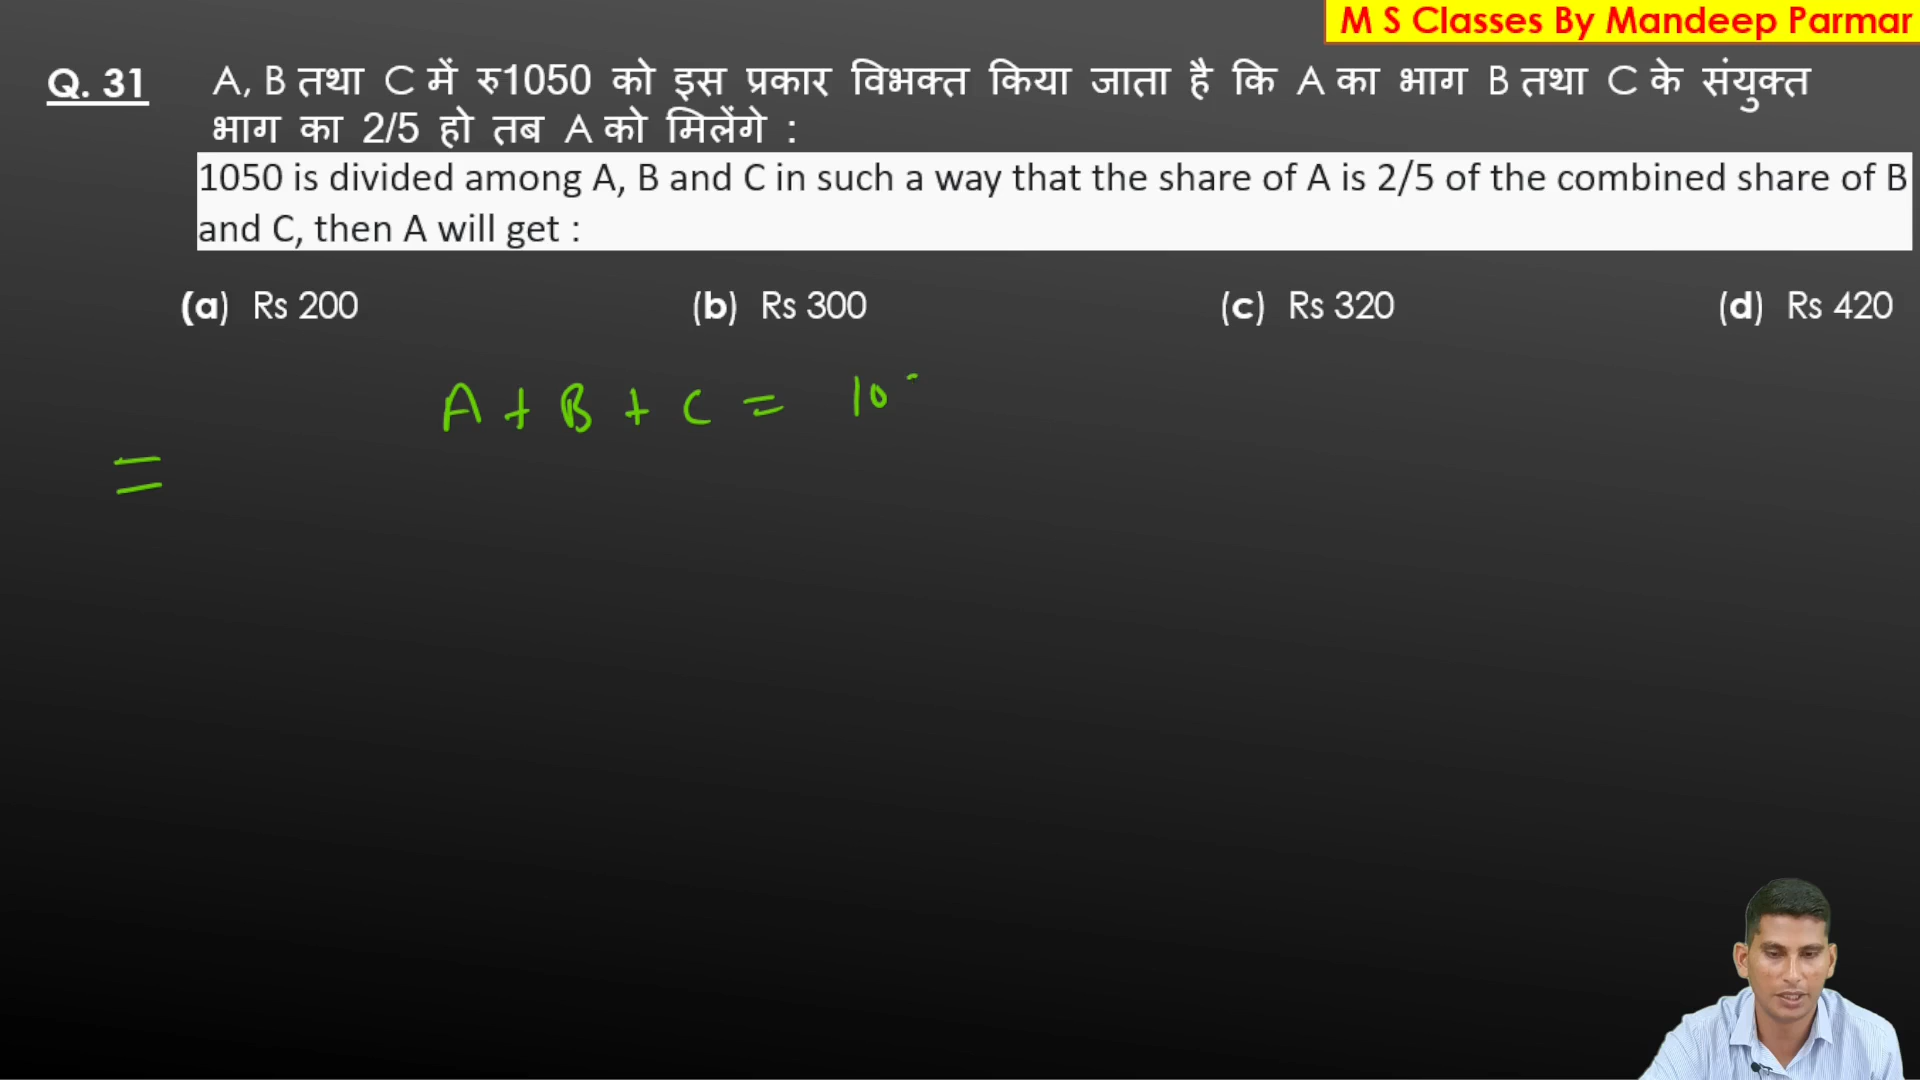 M S Classes By Mandeep Parmar
Q. 31 A, B तथा C में रु1050 को इस प्रकार विभक्त किया जाता है कि A का भाग B तथा C के संयुक्त
भाग का 2/5 हो तब A को मिलेंगे :
1050 is divided among A, B and C in such a way that the share of A is 2/5 of the combined share of B
and C, then A will get :
(a) Rs 200 (b) Rs 300 (c) Rs 320 (d) Rs 420
A + B + C = 10
=